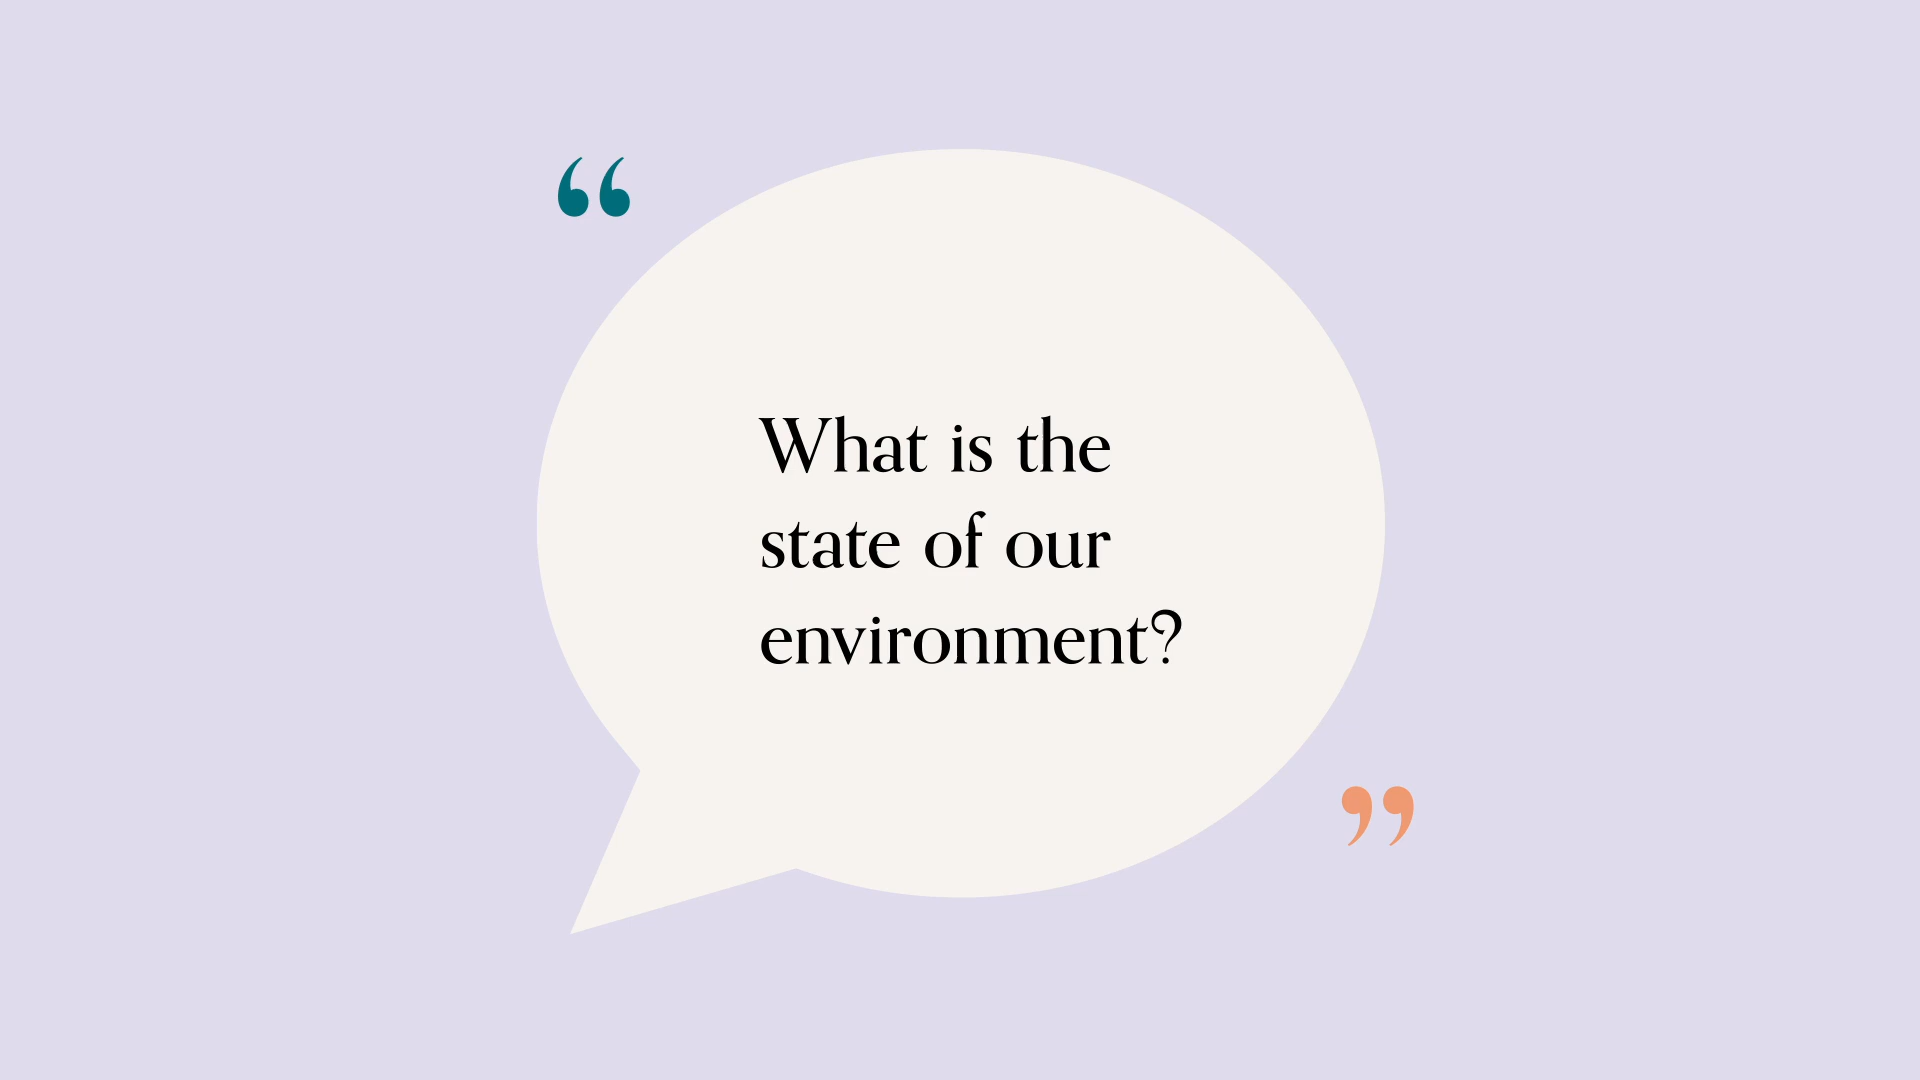 “
What is the
state of our
environment?
”